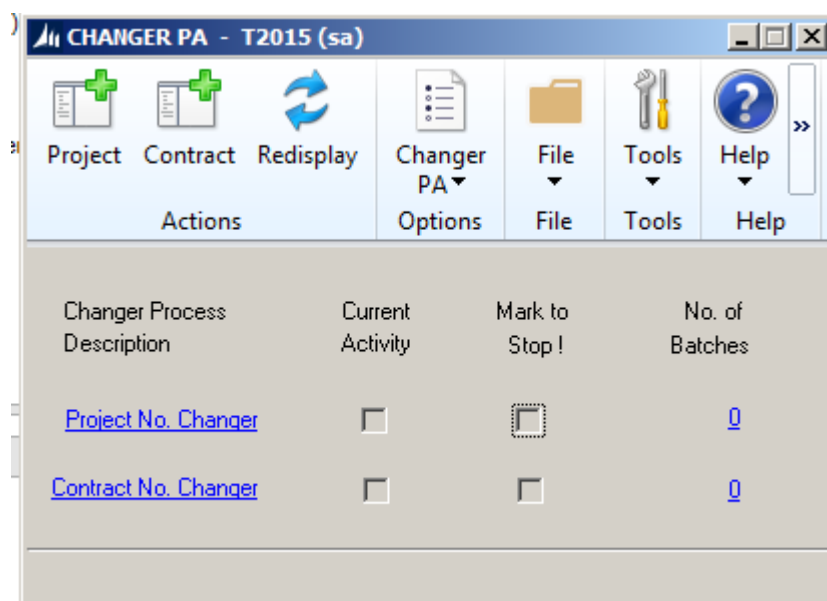 CHANGER PA - T2015 (sa)
Project Contract Redisplay Changer PA File Tools Help »
Actions Options File Tools Help
Changer Process Description Current Activity Mark to Stop ! No. of Batches
Project No. Changer 0
Contract No. Changer 0